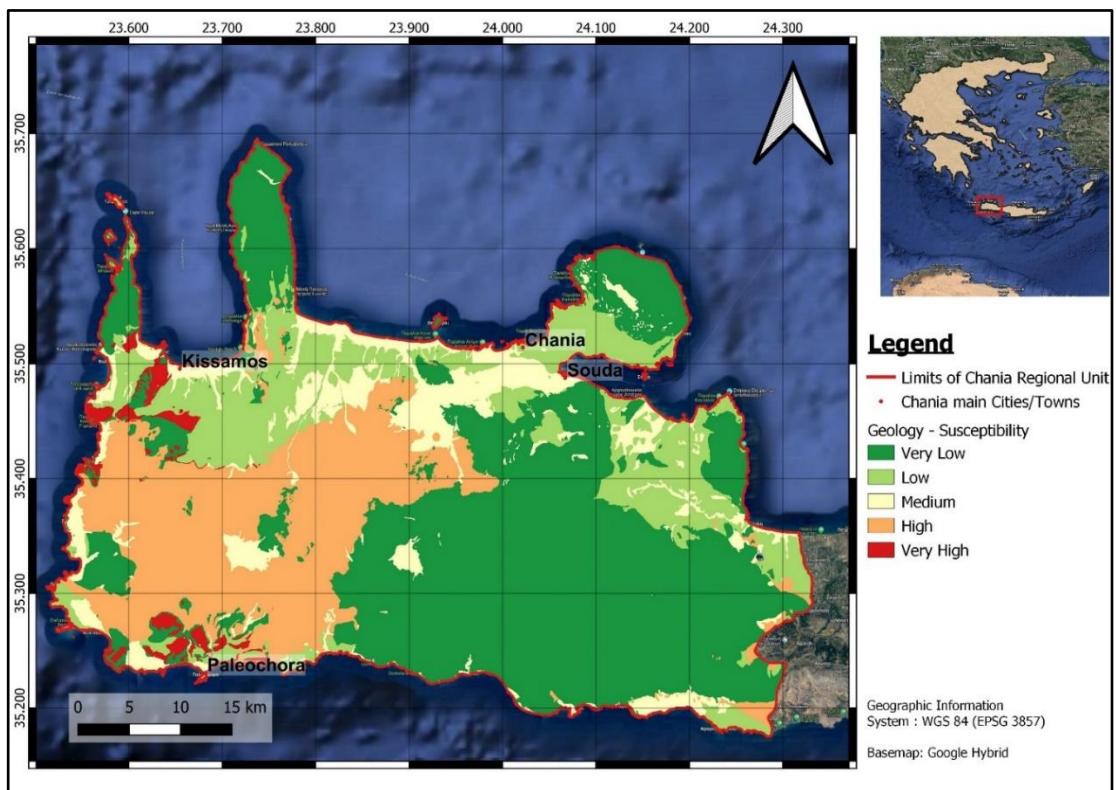 23.600 23.700 23.800 23.900 24.000 24.100 24.200 24.300
35.700
35.600
35.500
35.400
35.300
35.200
Chania
Kissamos
Souda
Paleochora
0 5 10 15 km
Legend
Limits of Chania Regional Unit
Chania main Cities/Towns
Geology - Susceptibility
Very Low
Low
Medium
High
Very High
Geographic Information
System : WGS 84 (EPSG 3857)
Basemap: Google Hybrid